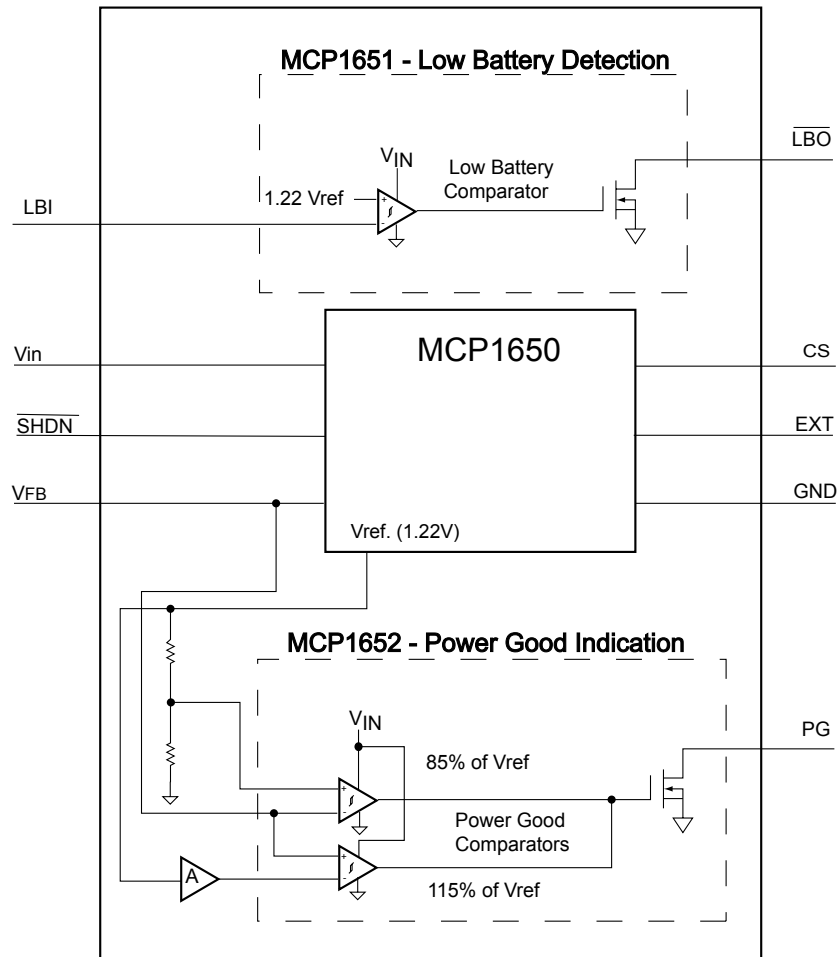 MCP1651 - Low Battery Detection
LBO
VIN
Low Battery
Comparator
1.22 Vref
+
-
LBI
MCP1650
Vin
CS
SHDN
EXT
VFB
GND
Vref. (1.22V)
MCP1652 - Power Good Indication
VIN
PG
85% of Vref
+
-
Power Good
Comparators
+
-
A
115% of Vref